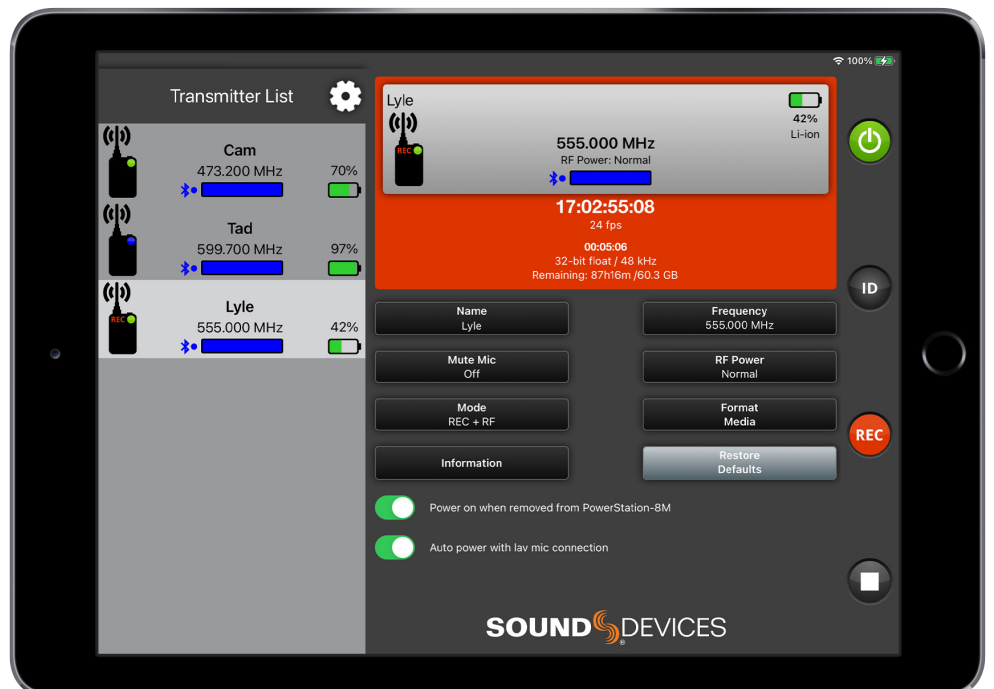 100%
Transmitter List
Cam
473.200 MHz
70%
Tad
599.700 MHz
97%
REC
Lyle
555.000 MHz
42%
Lyle
42%
Li-ion
REC
555.000 MHz
RF Power: Normal
17:02:55:08
24 fps
00:05:06
32-bit float / 48 kHz
Remaining: 87h16m /60.3 GB
Name
Lyle
Frequency
555.000 MHz
Mute Mic
Off
RF Power
Normal
Mode
REC + RF
Format
Media
Information
Restore
Defaults
Power on when removed from PowerStation-8M
Auto power with lav mic connection
ID
REC
SOUND DEVICES
®